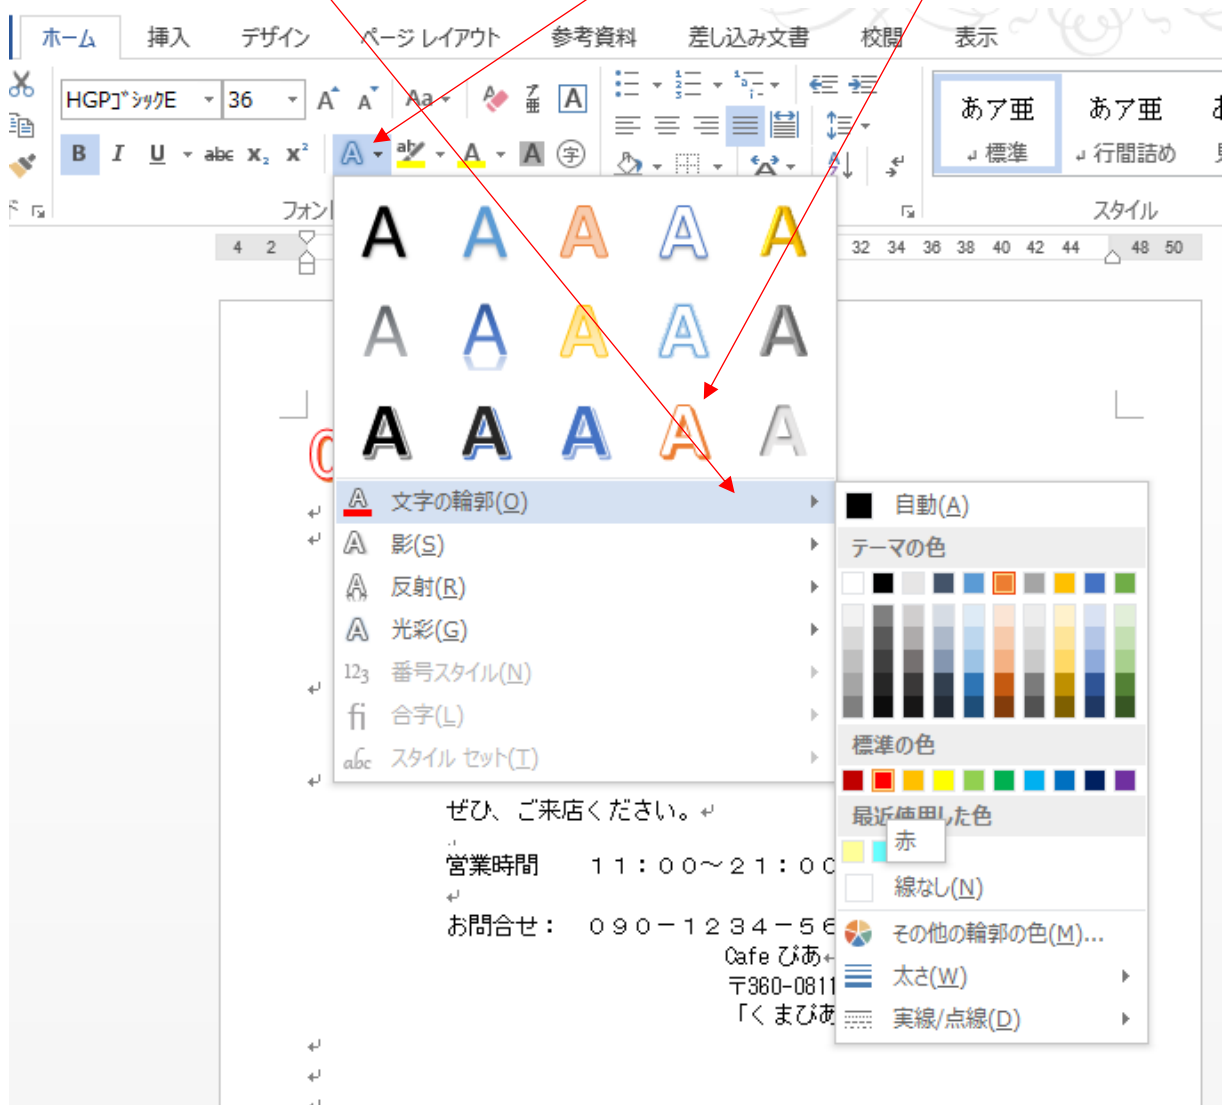 ホーム 挿入 デザイン ページ レイアウト 参考資料 差し込み文書 校閲 表示
HGPｺﾞｼｯｸE 36 A A Aa ア亜 A
B I U abc x₂ x² A ab A A 字
あア亜 あア亜
↲ 標準 ↲ 行間詰め
スタイル
4 2 32 34 36 38 40 42 44 48 50
A A A A A
A A A A A
A A A A A
文字の輪郭(O)
影(S)
反射(R)
光彩(G)
123 番号スタイル(N)
fi 合字(L)
abc スタイル セット(T)
自動(A)
テーマの色
標準の色
最近使用した色
赤
線なし(N)
その他の輪郭の色(M)...
太さ(W)
実線/点線(D)
ぜひ、ご来店ください。
営業時間 １１：００～２１：００
お問合せ： ０９０－１２３４－５６
Cafe ぴあ
〒360-0811
「くまぴあ